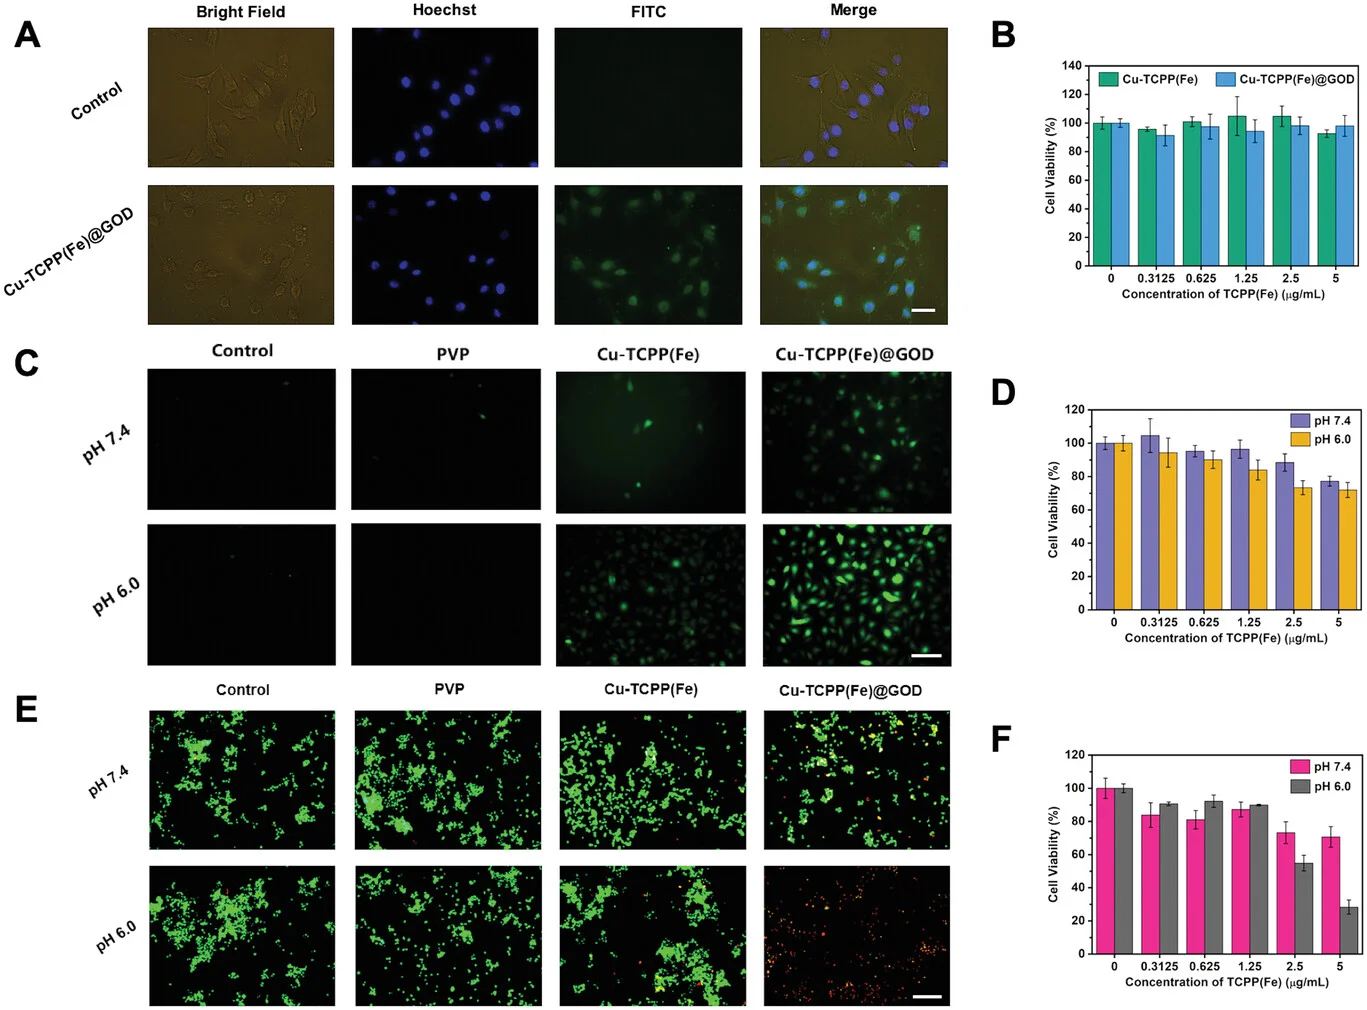 A
Bright Field
Hoechst
FITC
Merge
Control
Cu-TCPP(Fe)@GOD
B
140
120
100
80
60
40
20
0
Cell Viability (%)
Cu-TCPP(Fe)
Cu-TCPP(Fe)@GOD
0 0.3125 0.625 1.25 2.5 5
Concentration of TCPP(Fe) (μg/mL)
C
Control
PVP
Cu-TCPP(Fe)
Cu-TCPP(Fe)@GOD
pH 7.4
pH 6.0
D
120
100
80
60
40
20
0
Cell Viability (%)
pH 7.4
pH 6.0
0 0.3125 0.625 1.25 2.5 5
Concentration of TCPP(Fe) (μg/mL)
E
Control
PVP
Cu-TCPP(Fe)
Cu-TCPP(Fe)@GOD
pH 7.4
pH 6.0
F
120
100
80
60
40
20
0
Cell Viability (%)
pH 7.4
pH 6.0
0 0.3125 0.625 1.25 2.5 5
Concentration of TCPP(Fe) (μg/mL)